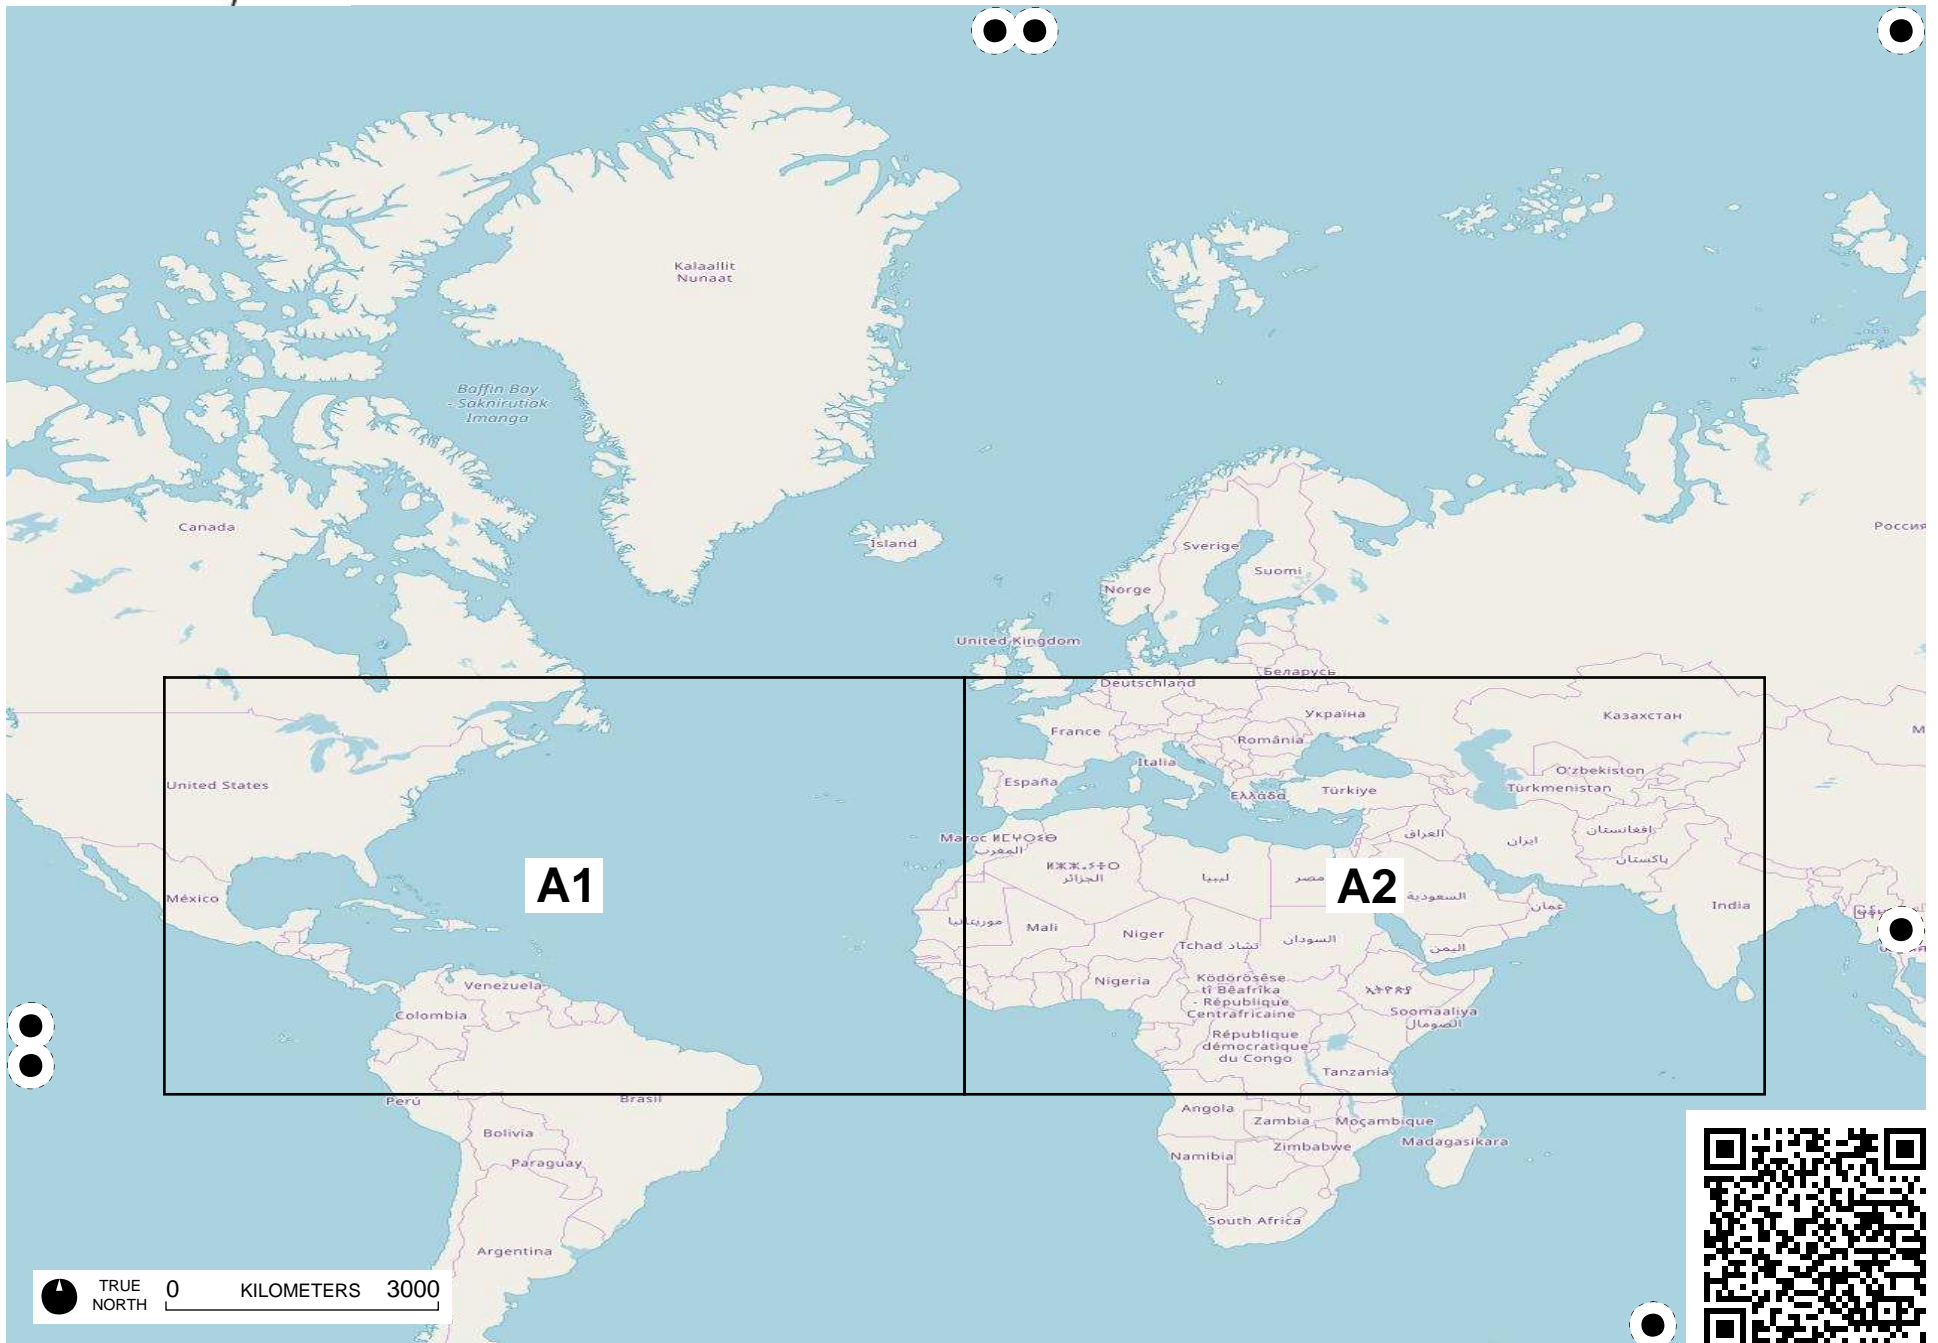 Kalaallit
Nunaat
Baffin Bay
- Saknirutiak
Imanga
Canada
Ísland
Sverige
Suomi
Norge
Россия
United Kingdom
Беларусь
Deutschland
Україна
Казахстан
France
România
Italia
United States
España
Ελλάδα
Türkiye
O'zbekiston
Türkmenistan
Maroc ⵍⵎⵖⵔⵉⴱ
المغرب
العراق
ایران
افغانستان
پاکستان
ⵍⵣⵣⴰⵢⴻⵔ
الجزائر
ليبيا
مصر
السعودية
عمان
India
México
A1
A2
موريتانيا
Mali
Niger
Tchad تشاد
السودان
اليمن
Venezuela
Nigeria
Ködörösêse
tî Bêafrîka
- République
Centrafricaine
ኢትዮጵያ
Colombia
Soomaaliya
الصومال
République
démocratique
du Congo
Tanzania
Perú
Brasil
Angola
Zambia
Moçambique
Bolivia
Zimbabwe
Madagasikara
Paraguay
Namibia
South Africa
Argentina
TRUE
NORTH
0 KILOMETERS 3000